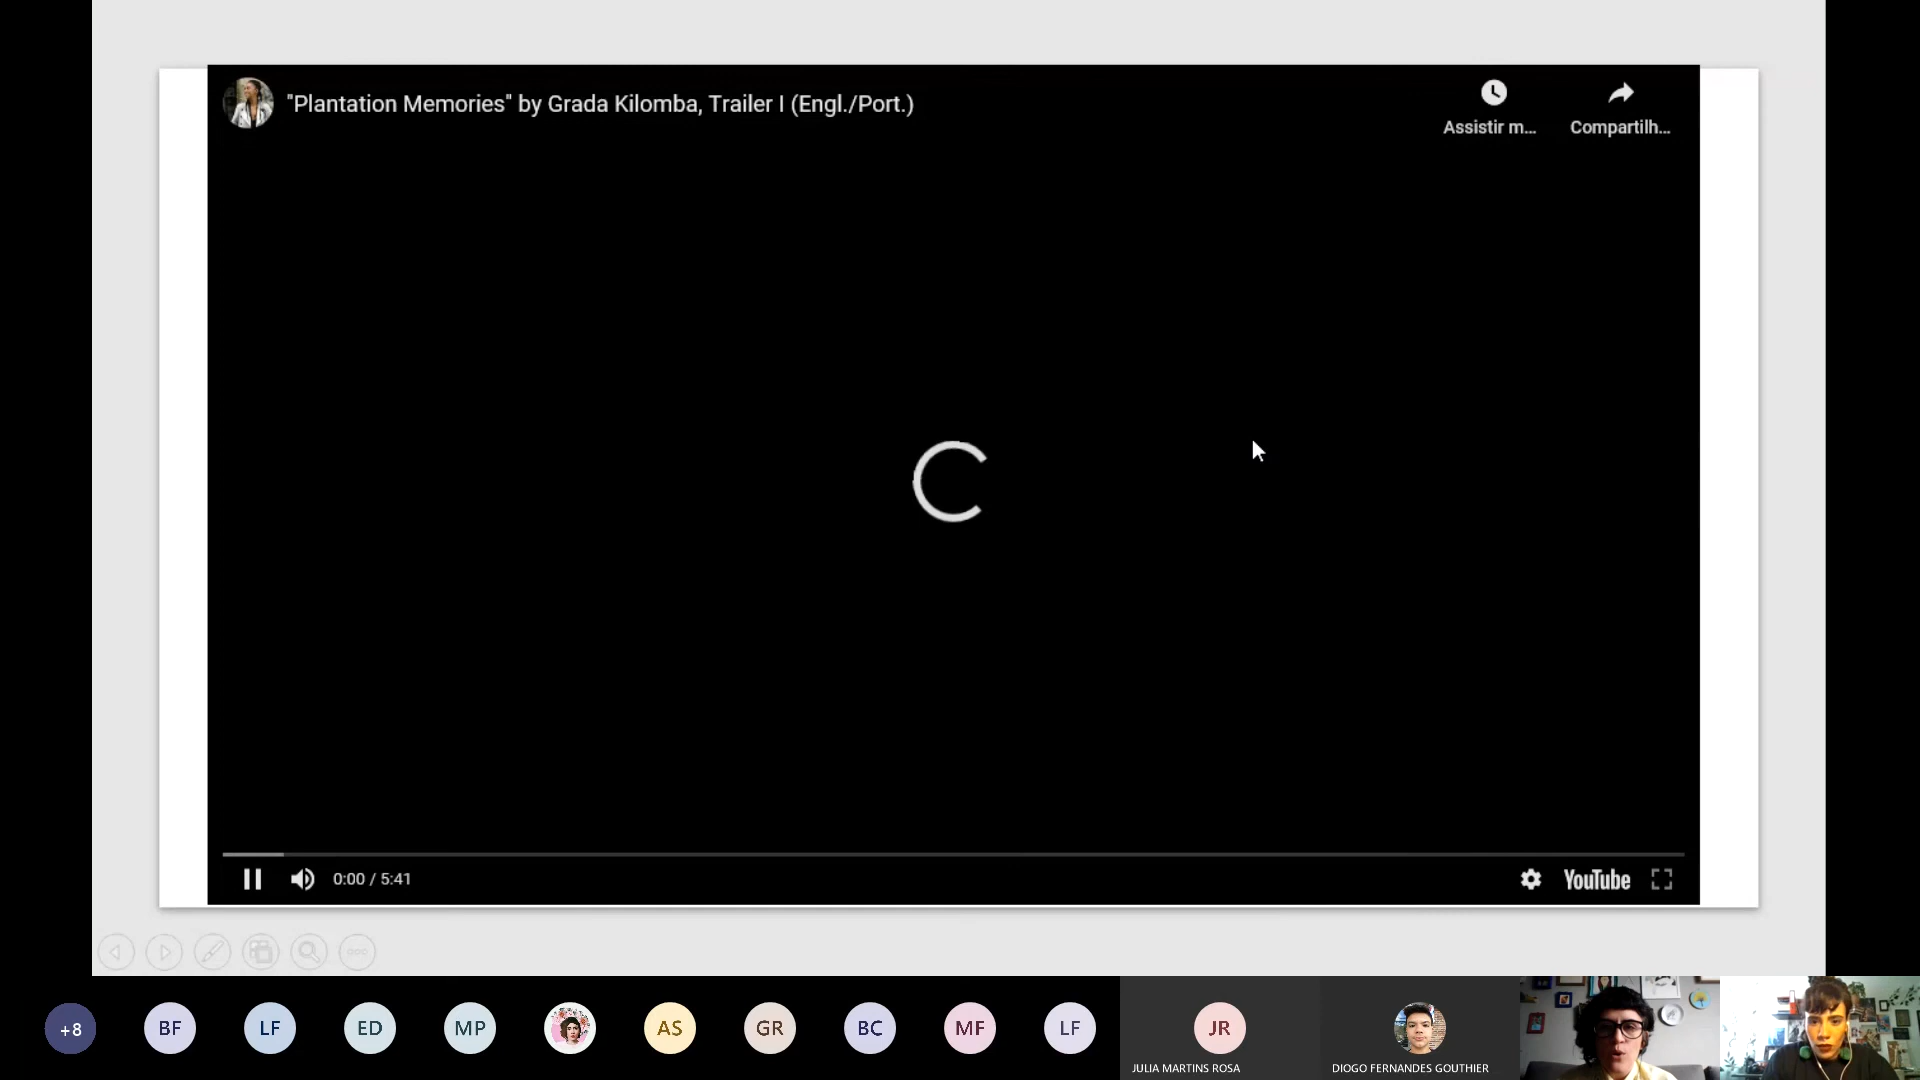 "Plantation Memories" by Grada Kilomba, Trailer I (Engl./Port.)
Assistir m...
Compartilh...
0:00 / 5:41
YouTube
+8
BF
LF
ED
MP
AS
GR
BC
MF
LF
JR
JULIA MARTINS ROSA
DIOGO FERNANDES GOUTHIER